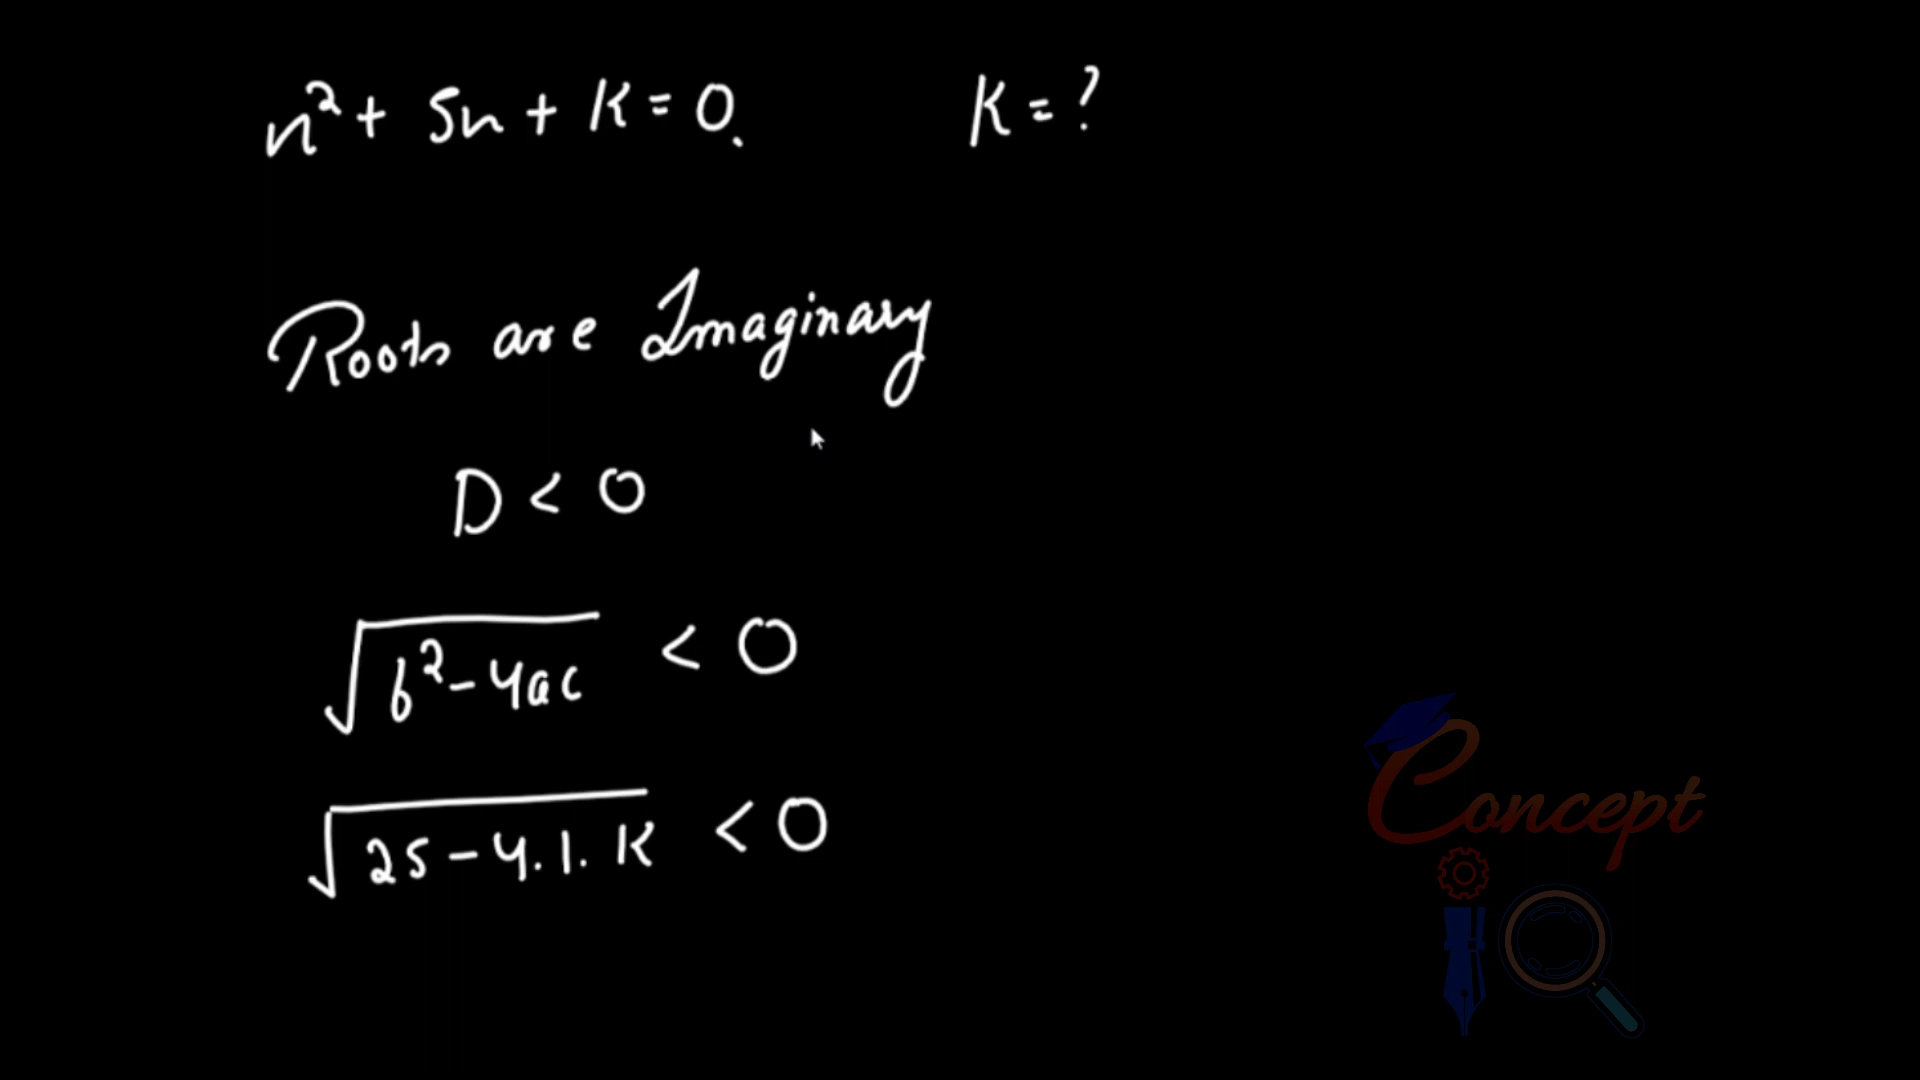 n² + 5n + K = 0. K = ?
Roots are Imaginary
D < 0
√(b² - 4ac) < 0
√(25 - 4.1.K) < 0
Concept